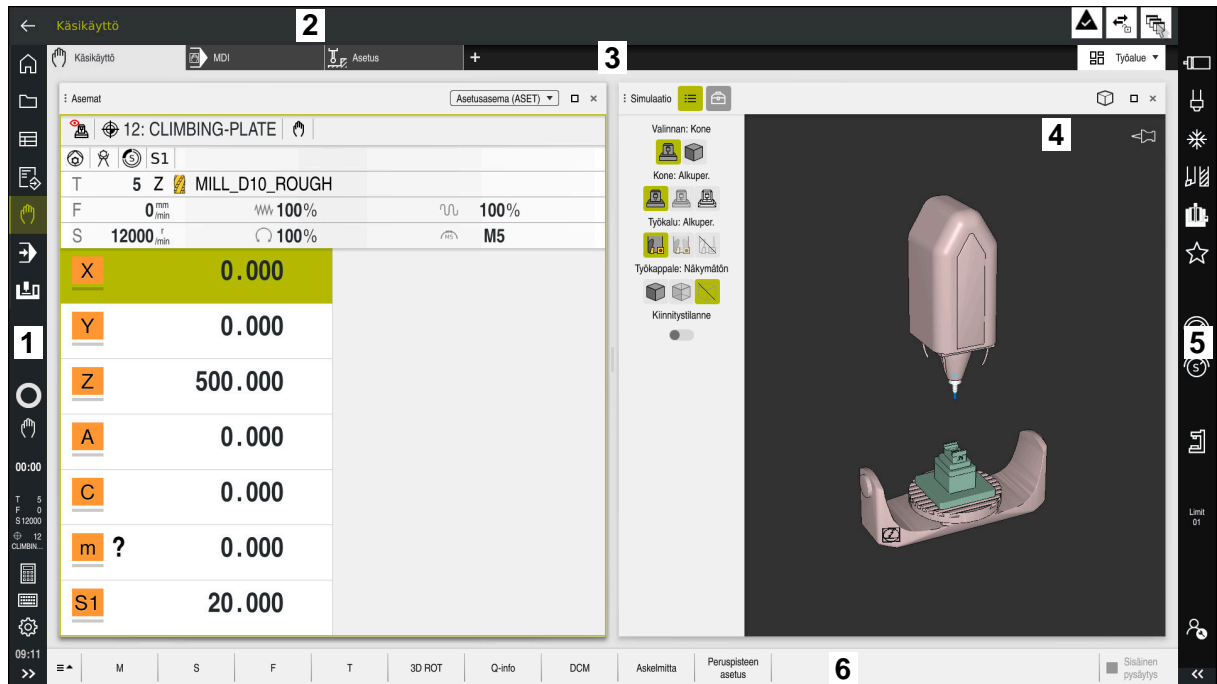 Käsikäyttö
2
Käsikäyttö
MDI
Asetus
+
3
Työalue
Asemat
Asetusasema (ASET)
12: CLIMBING-PLATE
S1
T 5 Z MILL_D10_ROUGH
F 0 mm/min 100% 100%
S 12000 r/min 100% M5
X 0.000
Y 0.000
Z 500.000
A 0.000
C 0.000
m ? 0.000
S1 20.000
Simulaatio
4
Valinnan: Kone
Kone: Alkuper.
Työkalu: Alkuper.
Työkappale: Näkymätön
Kiinnitystilanne
1
00:00
T 5
F 0
S 12000
12
CLIMBIN...
09:11
5
S
Limit
01
M
S
F
T
3D ROT
Q-info
DCM
Askelmitta
Peruspisteen
asetus
6
Sisäinen
pysäytys